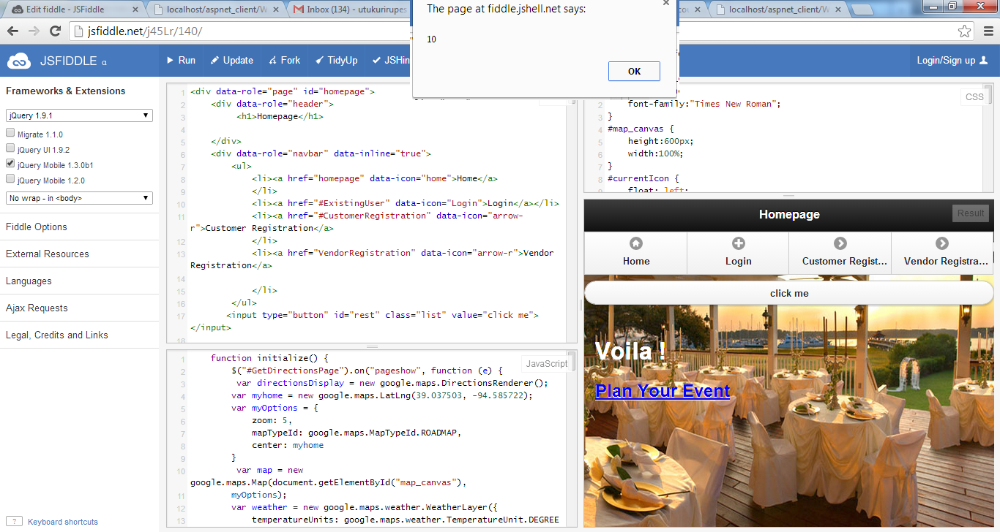 Edit fiddle - JSFiddle
localhost/aspnet_client/W
Inbox (134) - utukurirupes
localhost/aspnet_client/W
jsfiddle.net/j45Lr/140/
The page at fiddle.jshell.net says:
10
OK
JSFIDDLE α
Run
Update
Fork
TidyUp
JSHin
Login/Sign up
Frameworks & Extensions
jQuery 1.9.1
Migrate 1.1.0
jQuery UI 1.9.2
jQuery Mobile 1.3.0b1
jQuery Mobile 1.2.0
No wrap - in <body>
Fiddle Options
External Resources
Languages
Ajax Requests
Legal, Credits and Links
? Keyboard shortcuts
1 <div data-role="page" id="homepage">
2 <div data-role="header">
3 <h1>Homepage</h1>
4
5 </div>
6 <div data-role="navbar" data-inline="true">
7 <ul>
8 <li><a href="homepage" data-icon="home">Home</a>
9 </li>
10 <li><a href="#ExistingUser" data-icon="Login">Login</a></li>
11 <li><a href="#CustomerRegistration" data-icon="arrow-
r">Customer Registration</a>
12 </li>
13 <li><a href="VendorRegistration" data-icon="arrow-r">Vendor
Registration</a>
14
15 </li>
16 </ul>
17 <input type="button" id="rest" class="list" value="click me">
</input>
18
JavaScript
1 function initialize() {
2 $("#GetDirectionsPage").on("pageshow", function (e) {
3 var directionsDisplay = new google.maps.DirectionsRenderer();
4 var myhome = new google.maps.LatLng(39.037503, -94.585722);
5 var myOptions = {
6 zoom: 5,
7 mapTypeId: google.maps.MapTypeId.ROADMAP,
8 center: myhome
9 }
10 var map = new
google.maps.Map(document.getElementById("map_canvas"),
11 myOptions);
12 var weather = new google.maps.weather.WeatherLayer({
13 temperatureUnits: google.maps.weather.TemperatureUnit.DEGREE
CSS
2 font-family:"Times New Roman";
3 }
4 #map_canvas {
5 height:600px;
6 width:100%;
7 }
8 #currentIcon {
9 float: left;
Homepage
Result
Home
Login
Customer Regist...
Vendor Registra...
click me
Voila !
Plan Your Event